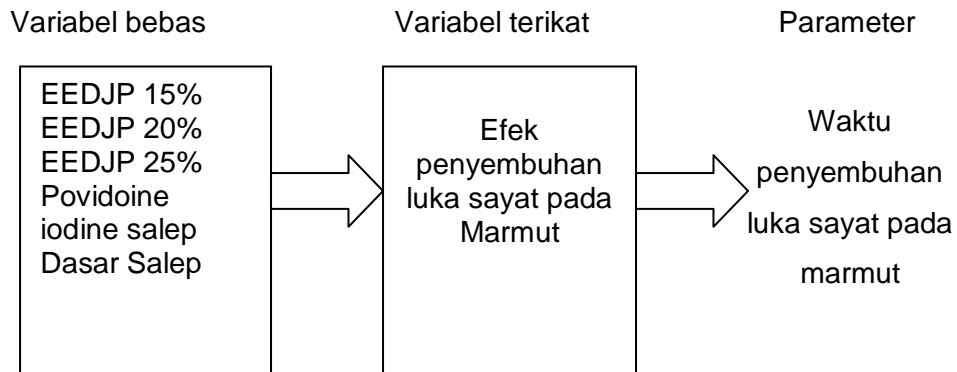 Variabel bebas
Variabel terikat
Parameter
EEDJP 15%
EEDJP 20%
EEDJP 25%
Povidoine
iodine salep
Dasar Salep
Efek
penyembuhan
luka sayat pada
Marmut
Waktu
penyembuhan
luka sayat pada
marmut